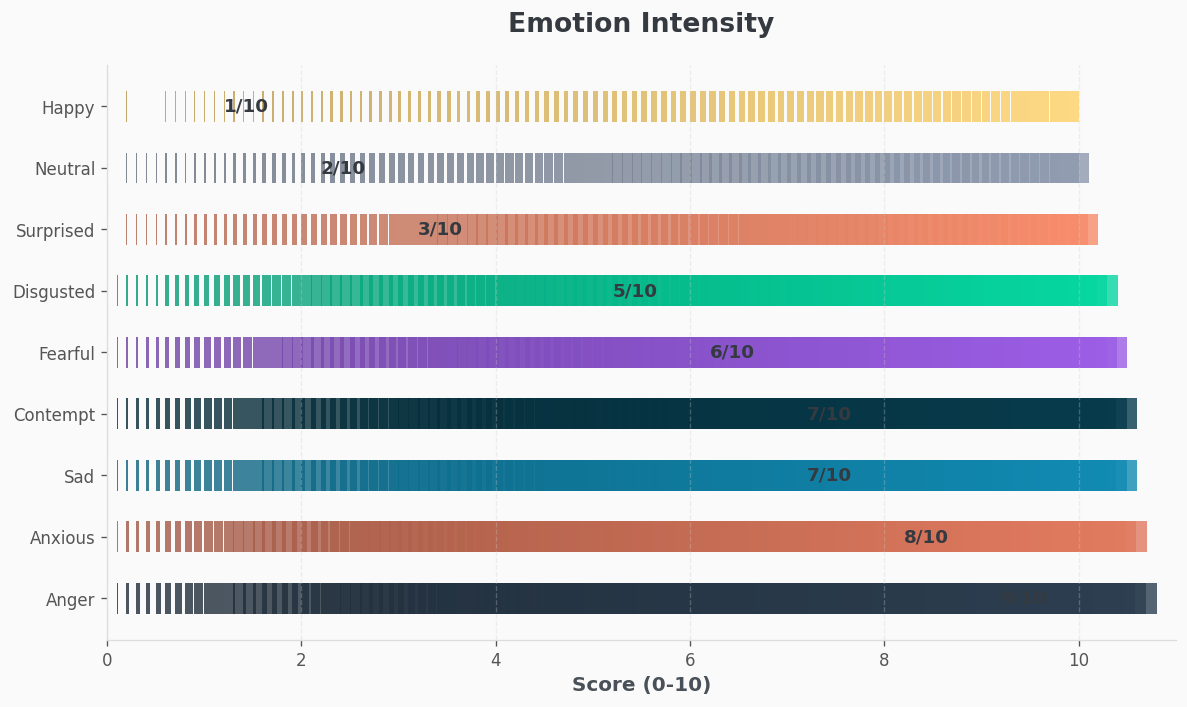 Emotion Intensity
Happy 1/10
Neutral 2/10
Surprised 3/10
Disgusted 5/10
Fearful 6/10
Contempt 7/10
Sad 7/10
Anxious 8/10
Anger
0 2 4 6 8 10
Score (0-10)